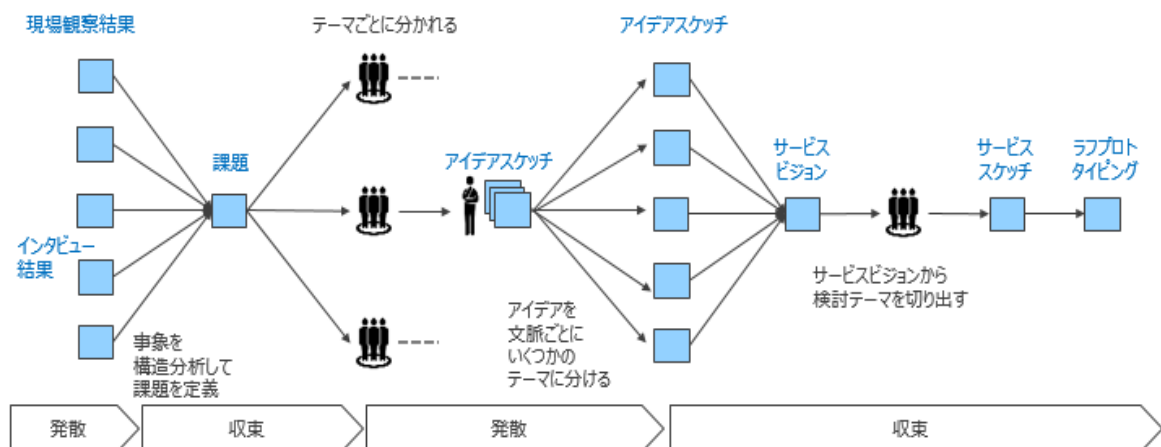 現場観察結果
テーマごとに分かれる
アイデアスケッチ
課題
アイデアスケッチ
サービス
ビジョン
サービス
スケッチ
ラフプロト
タイピング
インタビュー
結果
サービスビジョンから
検討テーマを切り出す
事象を
構造分析して
課題を定義
アイデアを
文脈ごとに
いくつかの
テーマに分ける
発散
収束
発散
収束